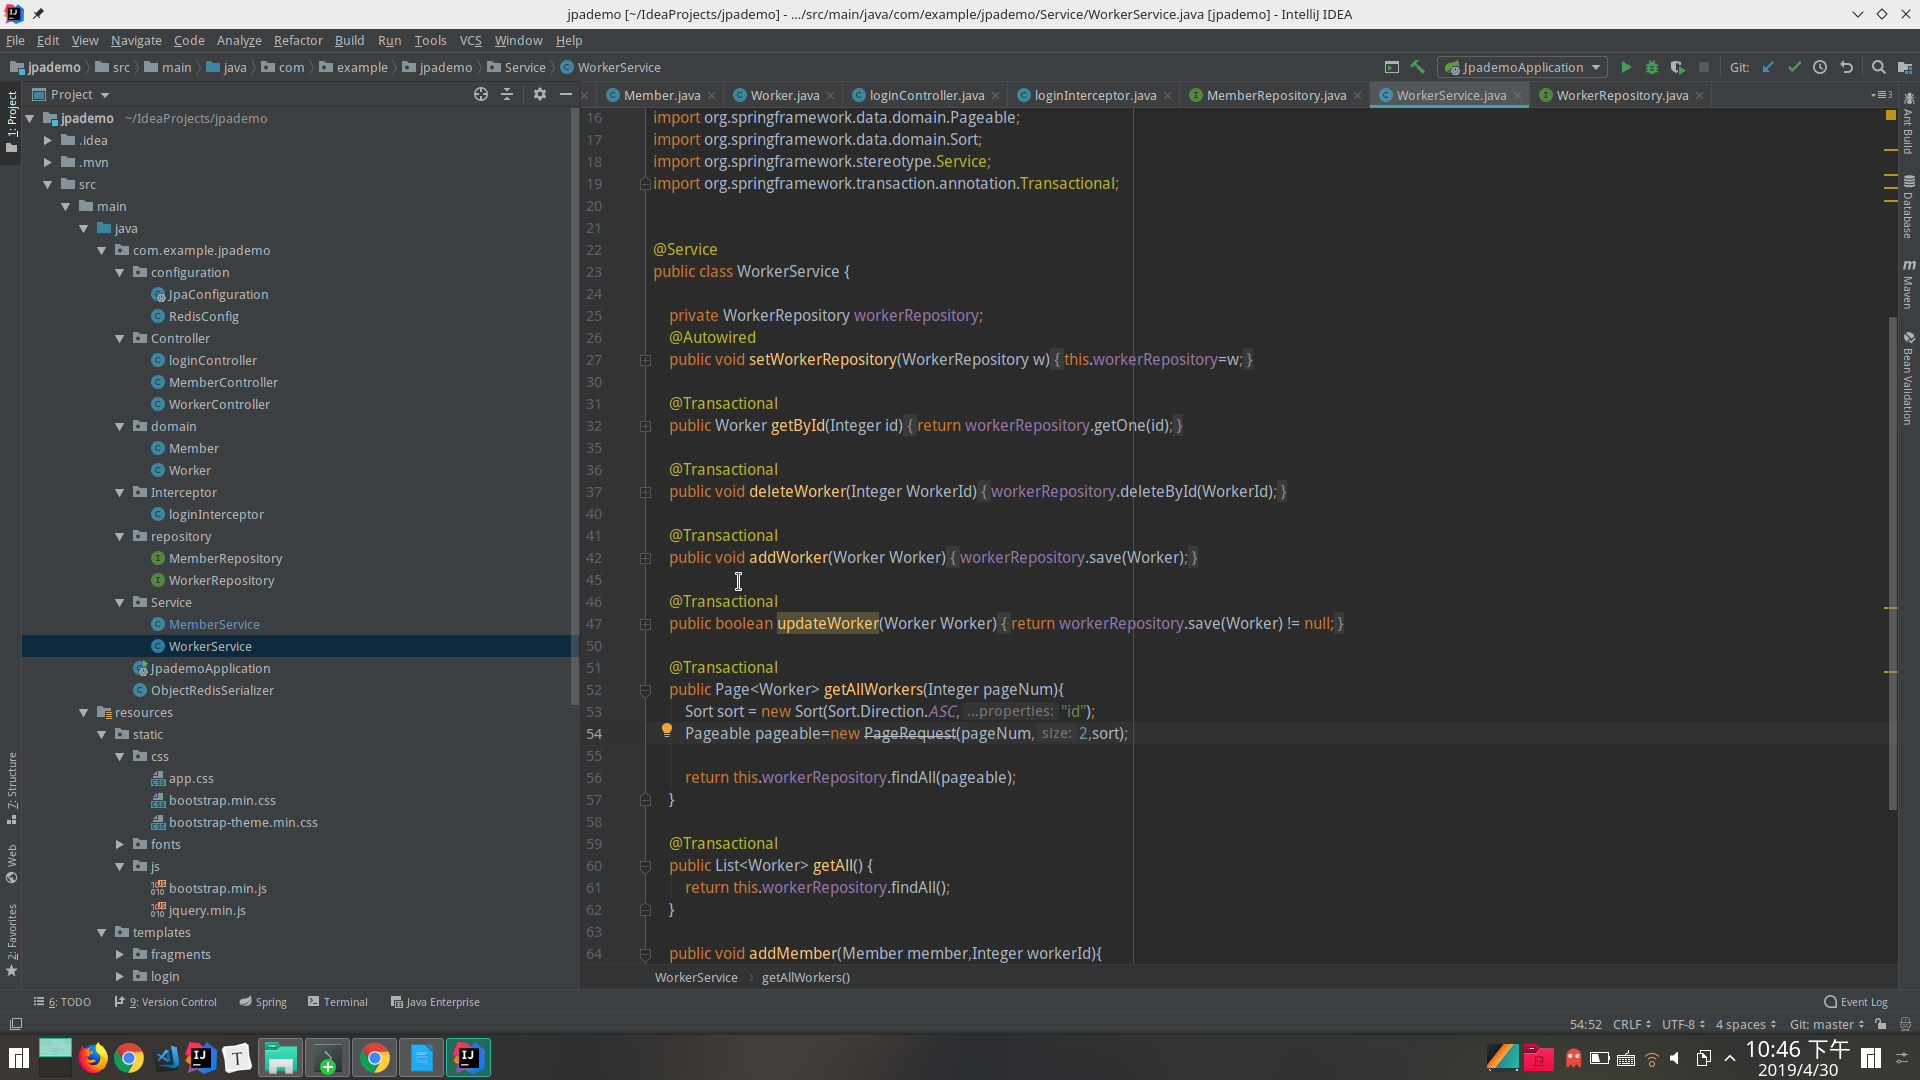 jpademo [~/IdeaProjects/jpademo] - .../src/main/java/com/example/jpademo/Service/WorkerService.java [jpademo] - IntelliJ IDEA
File Edit View Navigate Code Analyze Refactor Build Run Tools VCS Window Help
jpademo src main java com example jpademo Service WorkerService JpademoApplication Git:
Project
Member.java Worker.java loginController.java loginInterceptor.java MemberRepository.java WorkerService.java WorkerRepository.java
1: Project
7: Structure
Web
2: Favorites
jpademo ~/IdeaProjects/jpademo
.idea
.mvn
src
main
java
com.example.jpademo
configuration
JpaConfiguration
RedisConfig
Controller
loginController
MemberController
WorkerController
domain
Member
Worker
Interceptor
loginInterceptor
repository
MemberRepository
WorkerRepository
Service
MemberService
WorkerService
JpademoApplication
ObjectRedisSerializer
resources
static
css
app.css
bootstrap.min.css
bootstrap-theme.min.css
fonts
js
bootstrap.min.js
jquery.min.js
templates
fragments
login
16 import org.springframework.data.domain.Pageable;
17 import org.springframework.data.domain.Sort;
18 import org.springframework.stereotype.Service;
19 import org.springframework.transaction.annotation.Transactional;
20
21
22 @Service
23 public class WorkerService {
24
25 private WorkerRepository workerRepository;
26 @Autowired
27 public void setWorkerRepository(WorkerRepository w) { this.workerRepository=w; }
30
31 @Transactional
32 public Worker getById(Integer id) { return workerRepository.getOne(id); }
35
36 @Transactional
37 public void deleteWorker(Integer WorkerId) { workerRepository.deleteById(WorkerId); }
40
41 @Transactional
42 public void addWorker(Worker Worker) { workerRepository.save(Worker); }
45
46 @Transactional
47 public boolean updateWorker(Worker Worker) { return workerRepository.save(Worker) != null; }
50
51 @Transactional
52 public Page<Worker> getAllWorkers(Integer pageNum){
53 Sort sort = new Sort(Sort.Direction.ASC, ...properties: "id");
54 Pageable pageable=new PageRequest(pageNum, size: 2,sort);
55
56 return this.workerRepository.findAll(pageable);
57 }
58
59 @Transactional
60 public List<Worker> getAll() {
61 return this.workerRepository.findAll();
62 }
63
64 public void addMember(Member member,Integer workerId){
WorkerService getAllWorkers()
Ant Build
Database
m Maven
Bean Validation
6: TODO 9: Version Control Spring Terminal Java Enterprise Event Log
54:52 CRLF UTF-8 4 spaces Git: master
10:46 下午
2019/4/30